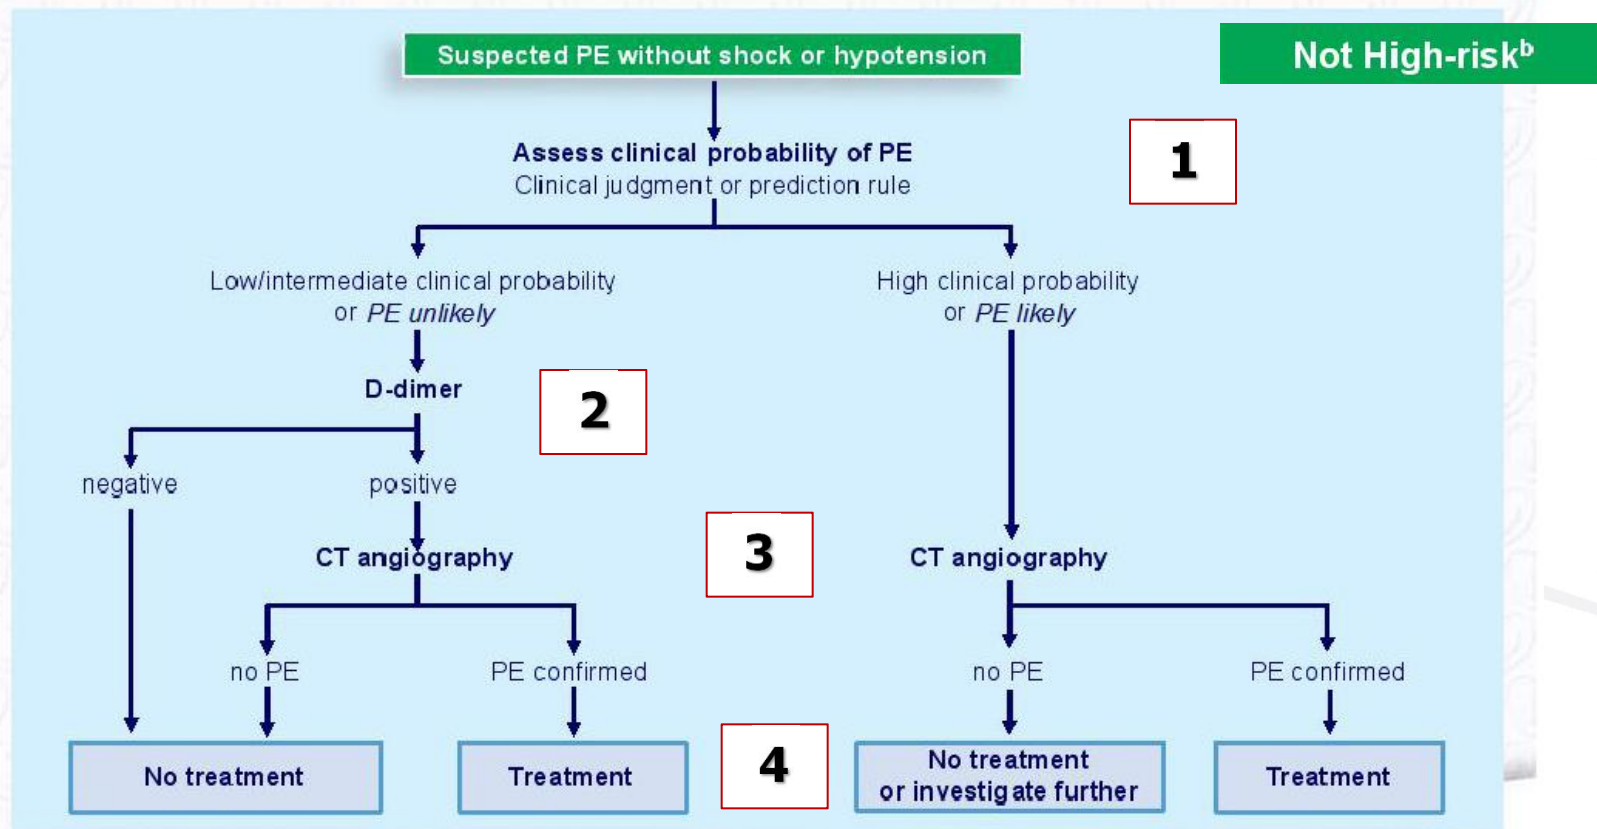 Suspected PE without shock or hypotension
Not High-riskᵇ
Assess clinical probability of PE
Clinical judgment or prediction rule
1
Low/intermediate clinical probability
or PE unlikely
High clinical probability
or PE likely
D-dimer
2
negative
positive
CT angiography
3
CT angiography
no PE
PE confirmed
no PE
PE confirmed
No treatment
Treatment
4
No treatment
or investigate further
Treatment